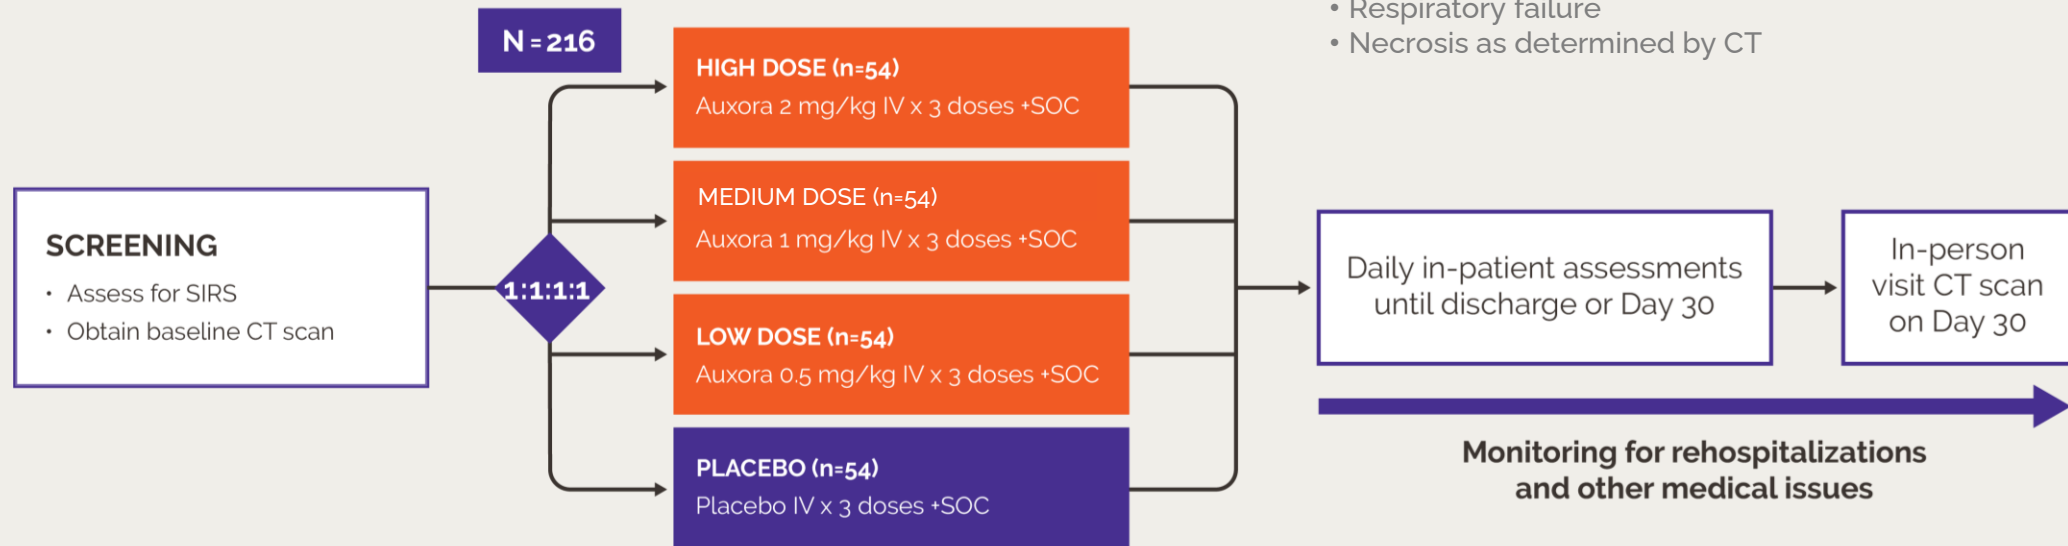 • Respiratory failure
• Necrosis as determined by CT
N = 216
SCREENING
• Assess for SIRS
• Obtain baseline CT scan
1:1:1:1
HIGH DOSE (n=54)
Auxora 2 mg/kg IV x 3 doses +SOC
MEDIUM DOSE (n=54)
Auxora 1 mg/kg IV x 3 doses +SOC
LOW DOSE (n=54)
Auxora 0.5 mg/kg IV x 3 doses +SOC
PLACEBO (n=54)
Placebo IV x 3 doses +SOC
Daily in-patient assessments
until discharge or Day 30
In-person
visit CT scan
on Day 30
Monitoring for rehospitalizations
and other medical issues